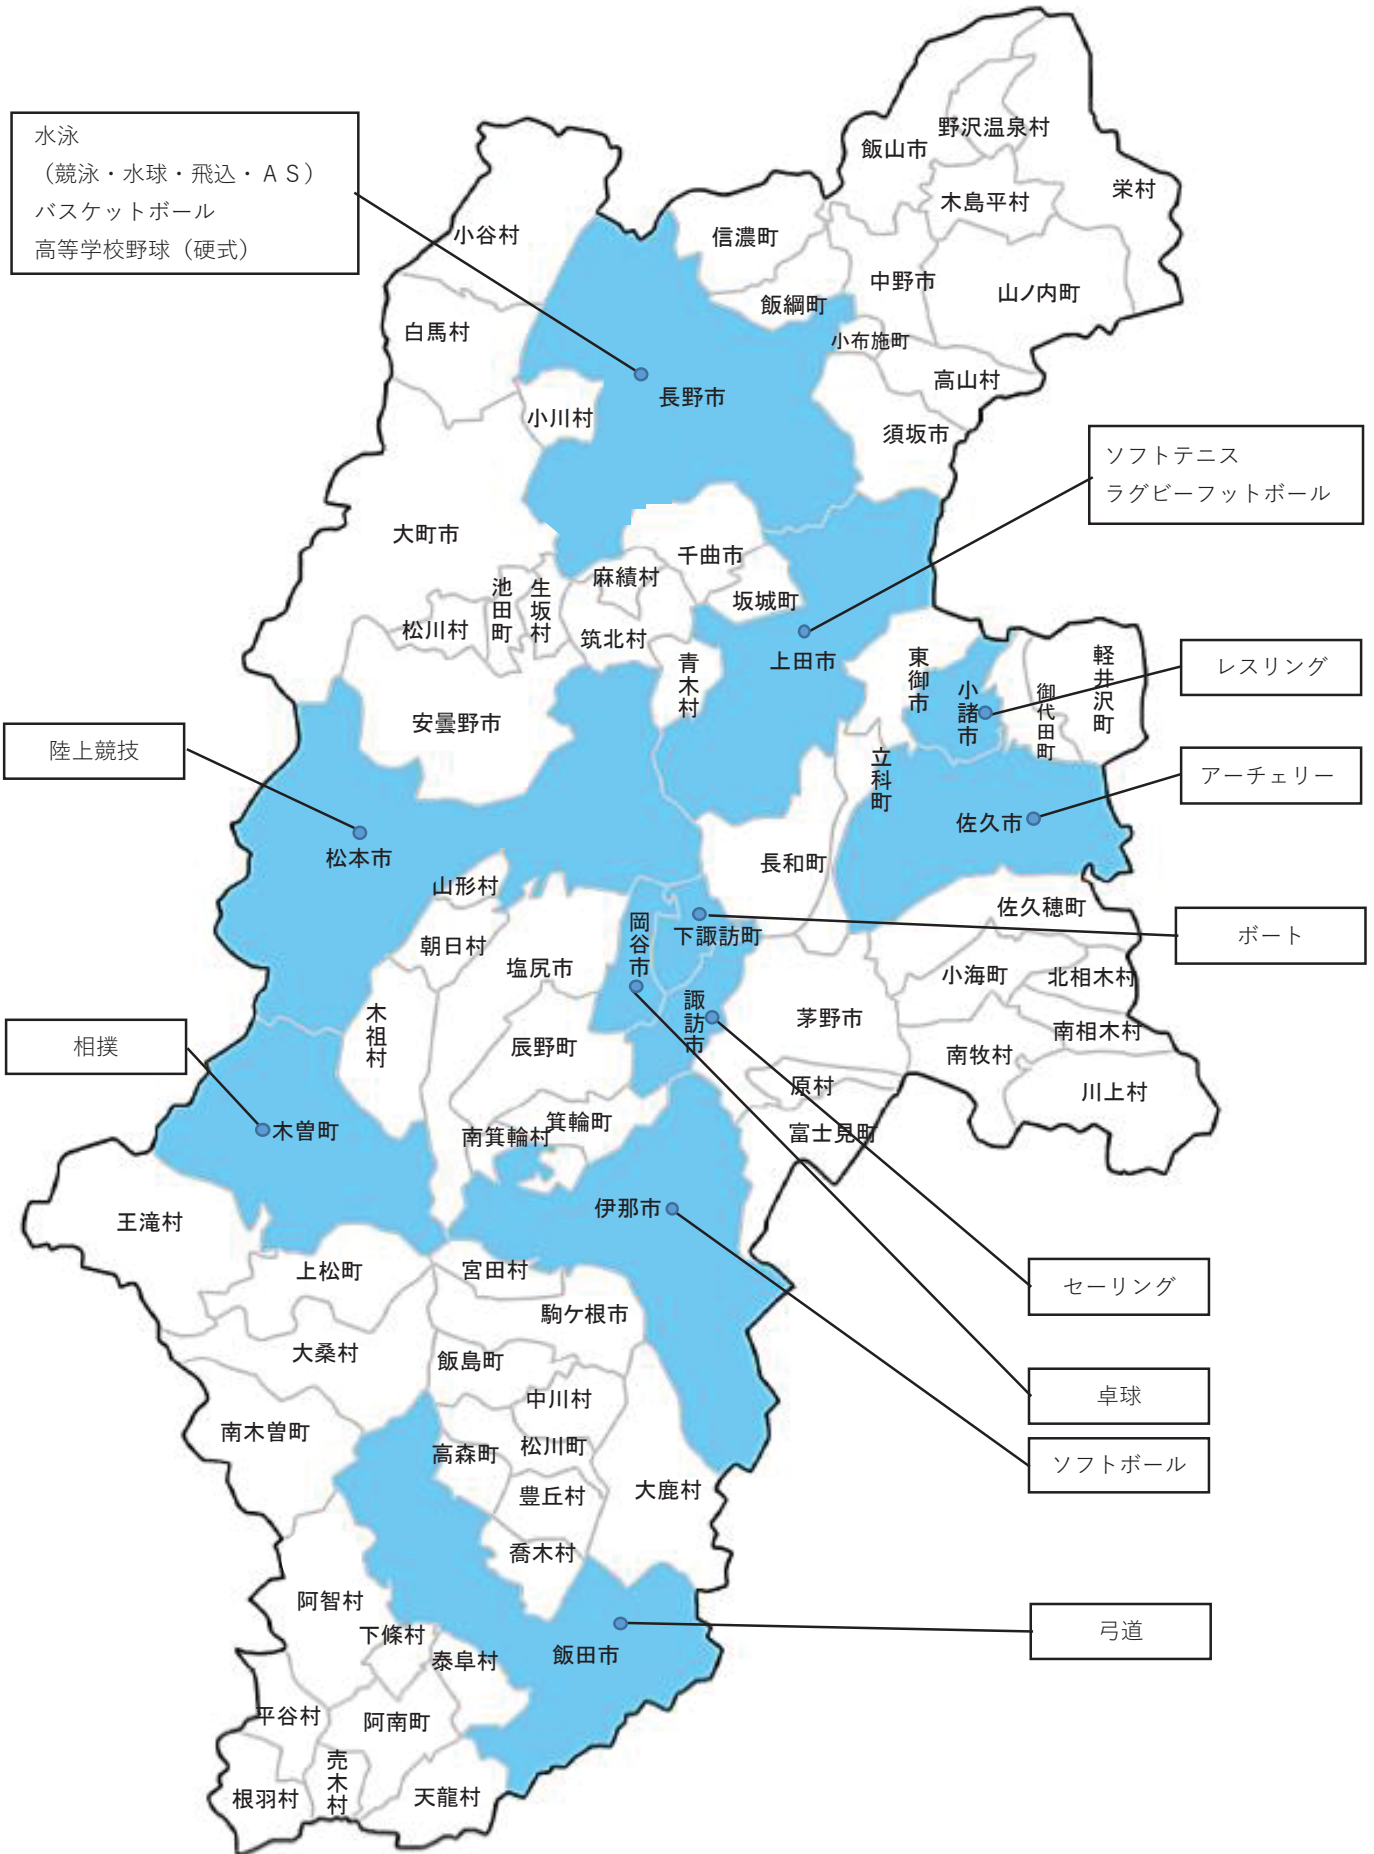 水泳
（競泳・水球・飛込・ＡＳ）
バスケットボール
高等学校野球（硬式）
ソフトテニス
ラグビーフットボール
レスリング
アーチェリー
陸上競技
ボート
相撲
セーリング
卓球
ソフトボール
弓道
野沢温泉村
飯山市
栄村
木島平村
小谷村
信濃町
中野市
山ノ内町
飯綱町
白馬村
小布施町
高山村
長野市
小川村
須坂市
大町市
千曲市
麻績村
池田町
生坂村
坂城町
松川村
筑北村
上田市
青木村
東御市
小諸市
御代田町
軽井沢町
安曇野市
立科町
佐久市
松本市
長和町
山形村
佐久穂町
岡谷市
下諏訪町
朝日村
塩尻市
小海町
北相木村
諏訪市
茅野市
木祖村
辰野町
南相木村
南牧村
原村
川上村
箕輪町
南箕輪村
富士見町
木曽町
伊那市
王滝村
上松町
宮田村
駒ケ根市
大桑村
飯島町
中川村
南木曽町
高森町
松川町
豊丘村
大鹿村
喬木村
阿智村
下條村
泰阜村
飯田市
平谷村
阿南町
売木村
根羽村
天龍村